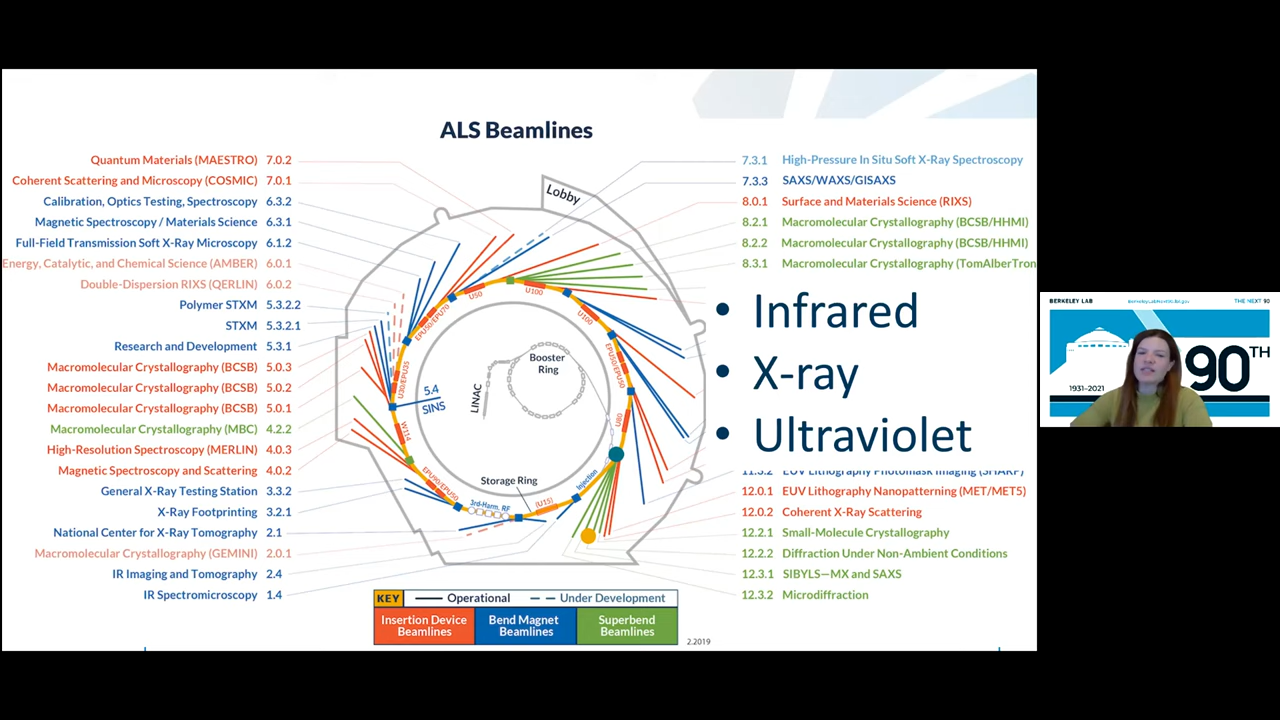 ALS Beamlines
Quantum Materials (MAESTRO) 7.0.2
Coherent Scattering and Microscopy (COSMIC) 7.0.1
Calibration, Optics Testing, Spectroscopy 6.3.2
Magnetic Spectroscopy / Materials Science 6.3.1
Full-Field Transmission Soft X-Ray Microscopy 6.1.2
Energy, Catalytic, and Chemical Science (AMBER) 6.0.1
Double-Dispersion RIXS (QERLIN) 6.0.2
Polymer STXM 5.3.2.2
STXM 5.3.2.1
Research and Development 5.3.1
Macromolecular Crystallography (BCSB) 5.0.3
Macromolecular Crystallography (BCSB) 5.0.2
Macromolecular Crystallography (BCSB) 5.0.1
Macromolecular Crystallography (MBC) 4.2.2
High-Resolution Spectroscopy (MERLIN) 4.0.3
Magnetic Spectroscopy and Scattering 4.0.2
General X-Ray Testing Station 3.3.2
X-Ray Footprinting 3.2.1
National Center for X-Ray Tomography 2.1
Macromolecular Crystallography (GEMINI) 2.0.1
IR Imaging and Tomography 2.4
IR Spectromicroscopy 1.4
Lobby
U50
U100
U100
EPU50/EPU70
EPU50/EPU50
U30/EPU35
U80
W114
EPU90/EPU50
5.4
SINS
LINAC
Booster
Ring
Storage Ring
3rd-Harm. RF
(U15)
Injection
7.3.1 High-Pressure In Situ Soft X-Ray Spectroscopy
7.3.3 SAXS/WAXS/GISAXS
8.0.1 Surface and Materials Science (RIXS)
8.2.1 Macromolecular Crystallography (BCSB/HHMI)
8.2.2 Macromolecular Crystallography (BCSB/HHMI)
8.3.1 Macromolecular Crystallography (TomAlberTron
• Infrared
• X-ray
• Ultraviolet
11.3.2 EUV Lithography Photomask Imaging (SHARP)
12.0.1 EUV Lithography Nanopatterning (MET/MET5)
12.0.2 Coherent X-Ray Scattering
12.2.1 Small-Molecule Crystallography
12.2.2 Diffraction Under Non-Ambient Conditions
12.3.1 SIBYLS—MX and SAXS
12.3.2 Microdiffraction
KEY Operational Under Development
Insertion Device
Beamlines
Bend Magnet
Beamlines
Superbend
Beamlines
2.2019
BERKELEY LAB
THE NEXT 90
1931–2021
90TH